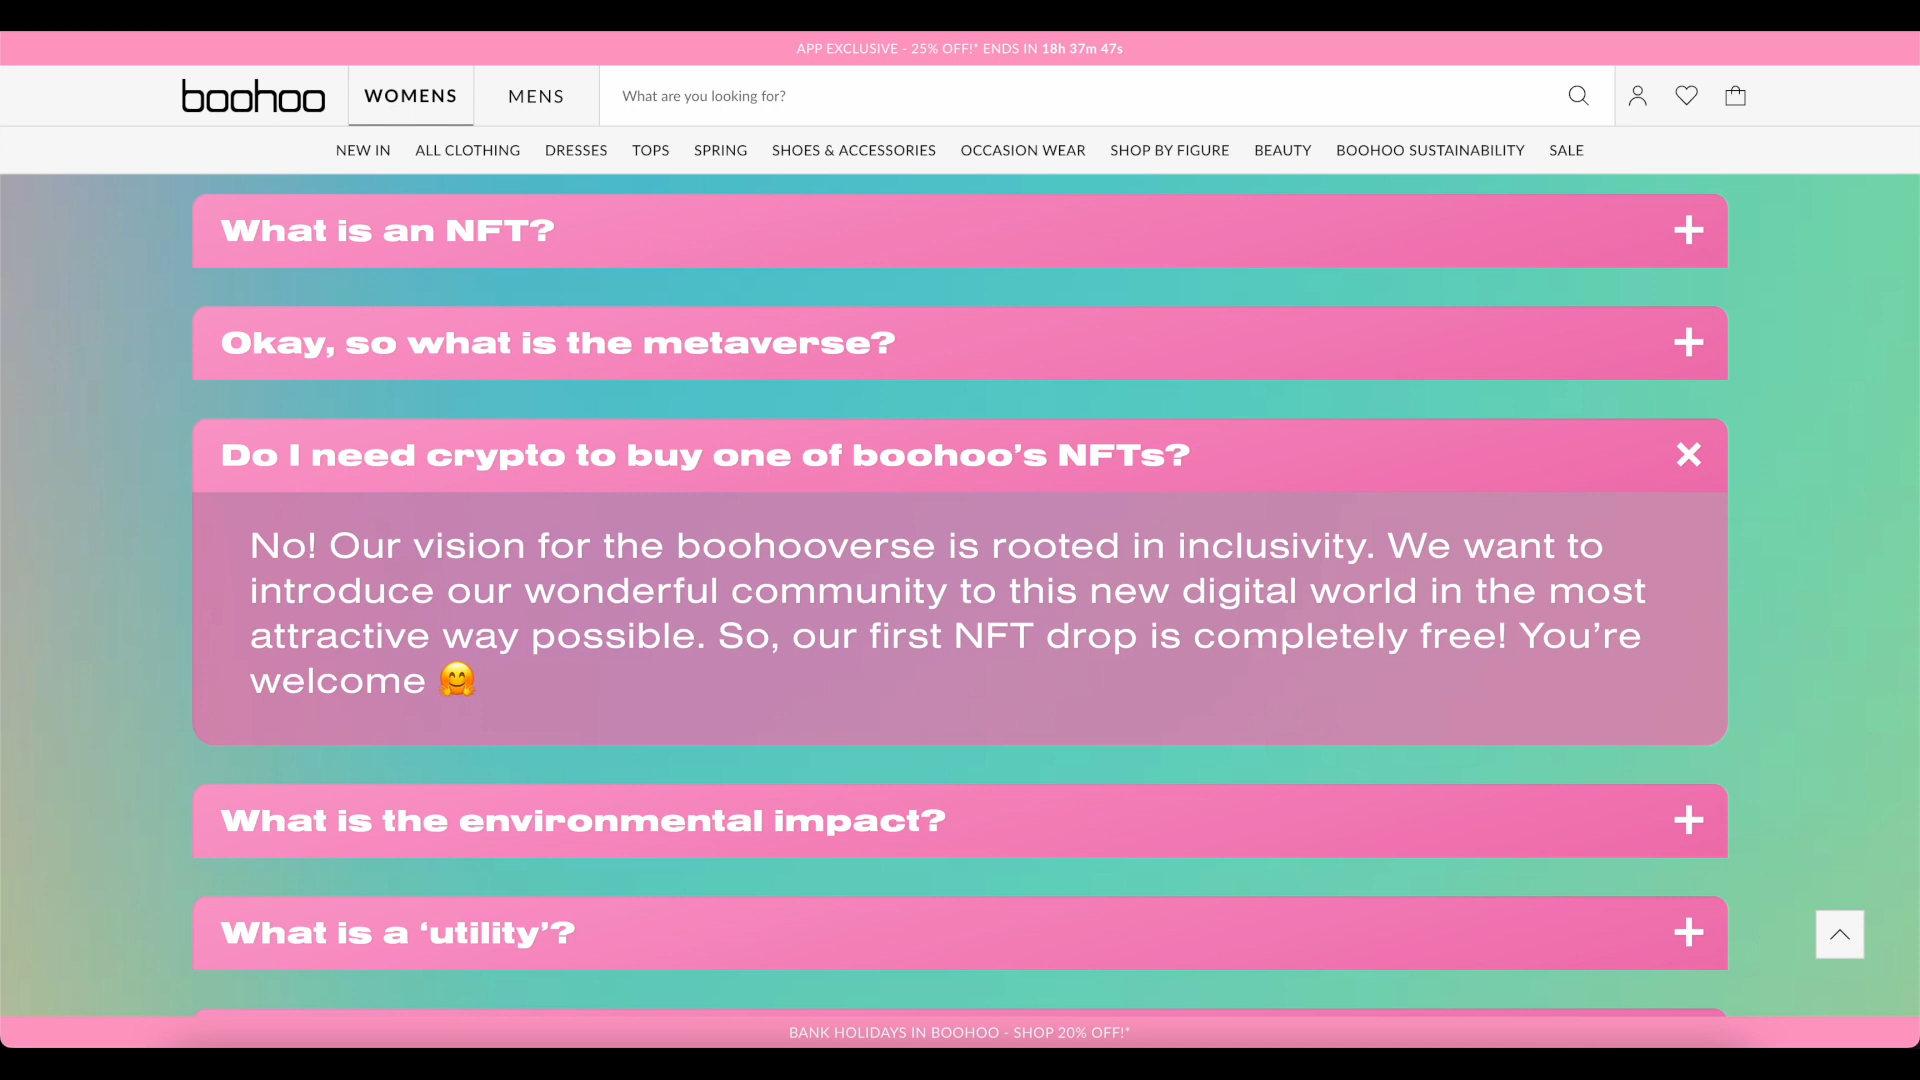 APP EXCLUSIVE - 25% OFF!* ENDS IN 18h 37m 47s
boohoo WOMENS MENS What are you looking for?
NEW IN ALL CLOTHING DRESSES TOPS SPRING SHOES & ACCESSORIES OCCASION WEAR SHOP BY FIGURE BEAUTY BOOHOO SUSTAINABILITY SALE
What is an NFT?
Okay, so what is the metaverse?
Do I need crypto to buy one of boohoo’s NFTs?
No! Our vision for the boohooverse is rooted in inclusivity. We want to
introduce our wonderful community to this new digital world in the most
attractive way possible. So, our first NFT drop is completely free! You’re
welcome 🤗
What is the environmental impact?
What is a ‘utility’?
BANK HOLIDAYS IN BOOHOO - SHOP 20% OFF!*